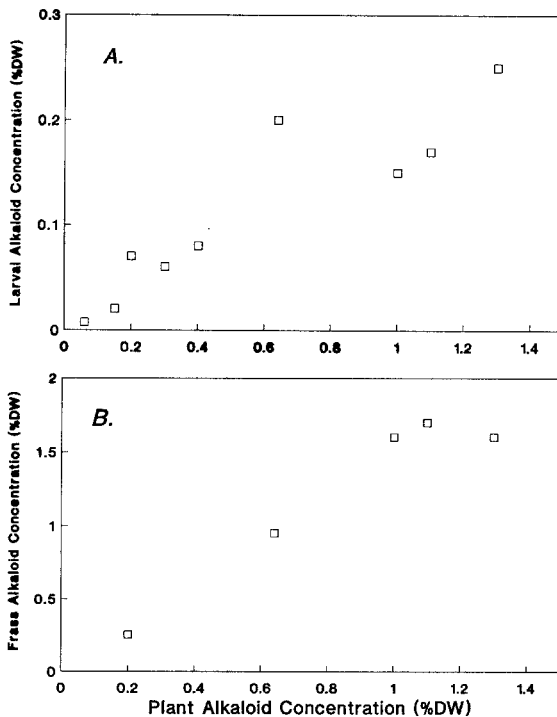 0.3
A.
0.2
0.1
0
Larval Alkaloid Concentration (%DW)
0 0.2 0.4 0.6 0.8 1 1.2 1.4
2
B.
1.5
1
0.5
0
Frass Alkaloid Concentration (%DW)
0 0.2 0.4 0.6 0.8 1 1.2 1.4
Plant Alkaloid Concentration (%DW)